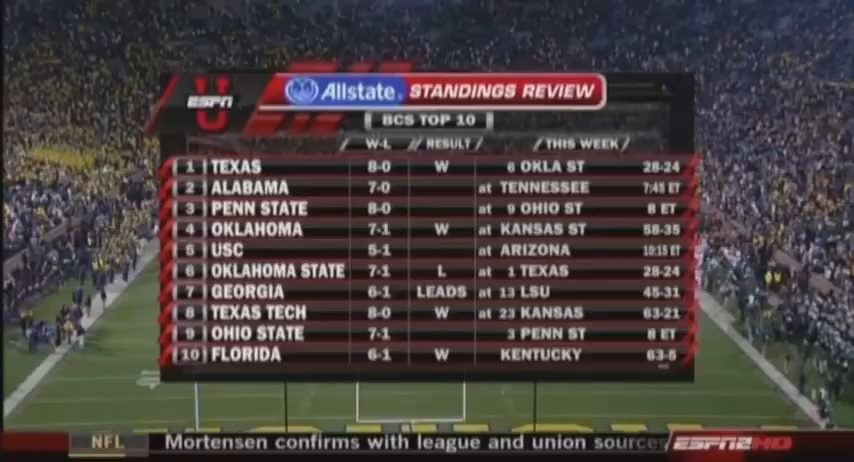 ESPN U Allstate. STANDINGS REVIEW
BCS TOP 10
W-L RESULT THIS WEEK
1 TEXAS 8-0 W 6 OKLA ST 28-24
2 ALABAMA 7-0 at TENNESSEE 7:45 ET
3 PENN STATE 8-0 at 9 OHIO ST 8 ET
4 OKLAHOMA 7-1 W at KANSAS ST 58-35
5 USC 5-1 at ARIZONA 10:15 ET
6 OKLAHOMA STATE 7-1 L at 1 TEXAS 28-24
7 GEORGIA 6-1 LEADS at 13 LSU 45-31
8 TEXAS TECH 8-0 W at 23 KANSAS 63-21
9 OHIO STATE 7-1 3 PENN ST 8 ET
10 FLORIDA 6-1 W KENTUCKY 63-5
NFL Mortensen confirms with league and union sources ESPN2HD